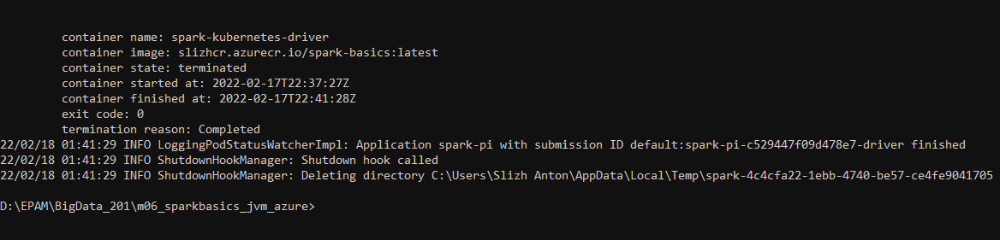 container name: spark-kubernetes-driver
container image: slizhcr.azurecr.io/spark-basics:latest
container state: terminated
container started at: 2022-02-17T22:37:27Z
container finished at: 2022-02-17T22:41:28Z
exit code: 0
termination reason: Completed
22/02/18 01:41:29 INFO LoggingPodStatusWatcherImpl: Application spark-pi with submission ID default:spark-pi-c529447f09d478e7-driver finished
22/02/18 01:41:29 INFO ShutdownHookManager: Shutdown hook called
22/02/18 01:41:29 INFO ShutdownHookManager: Deleting directory C:\Users\Slizh Anton\AppData\Local\Temp\spark-4c4cfa22-1ebb-4740-be57-ce4fe9041705
D:\EPAM\BigData_201\m06_sparkbasics_jvm_azure>